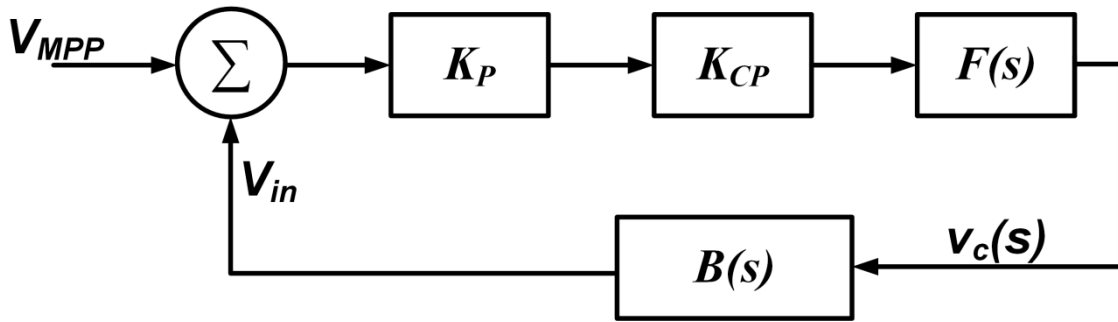 V_MPP
∑
K_P
K_CP
F(s)
V_in
B(s)
v_c(s)